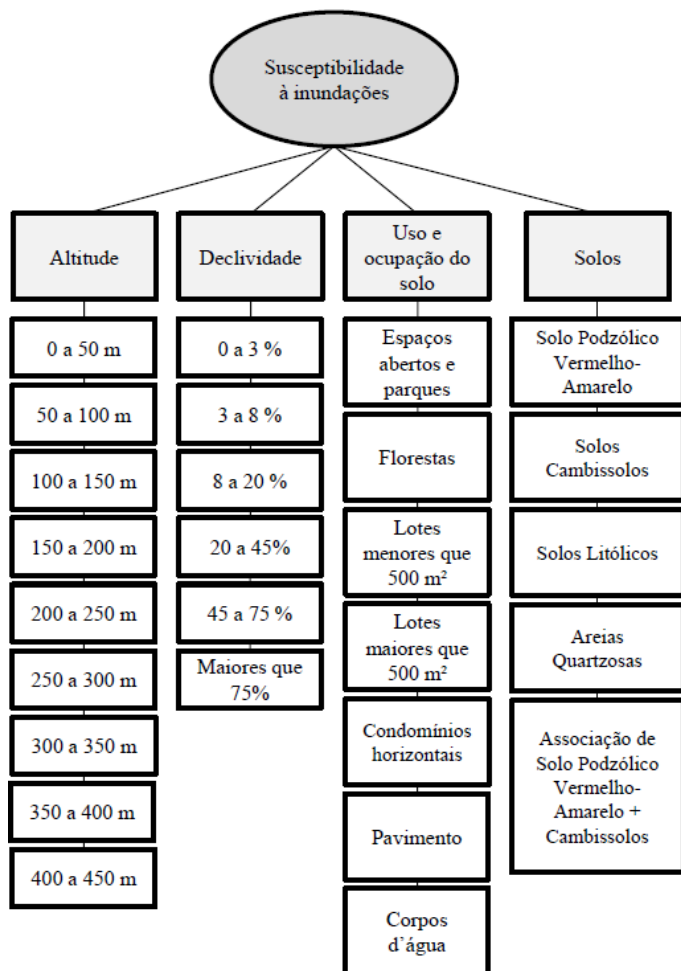 Susceptibilidade
à inundações
Altitude
0 a 50 m
50 a 100 m
100 a 150 m
150 a 200 m
200 a 250 m
250 a 300 m
300 a 350 m
350 a 400 m
400 a 450 m
Declividade
0 a 3 %
3 a 8 %
8 a 20 %
20 a 45%
45 a 75 %
Maiores que
75%
Uso e
ocupação do
solo
Espaços
abertos e
parques
Florestas
Lotes
menores que
500 m²
Lotes
maiores que
500 m²
Condomínios
horizontais
Pavimento
Corpos
d’água
Solos
Solo Podzólico
Vermelho-
Amarelo
Solos
Cambissolos
Solos Litólicos
Areias
Quartzosas
Associação de
Solo Podzólico
Vermelho-
Amarelo +
Cambissolos